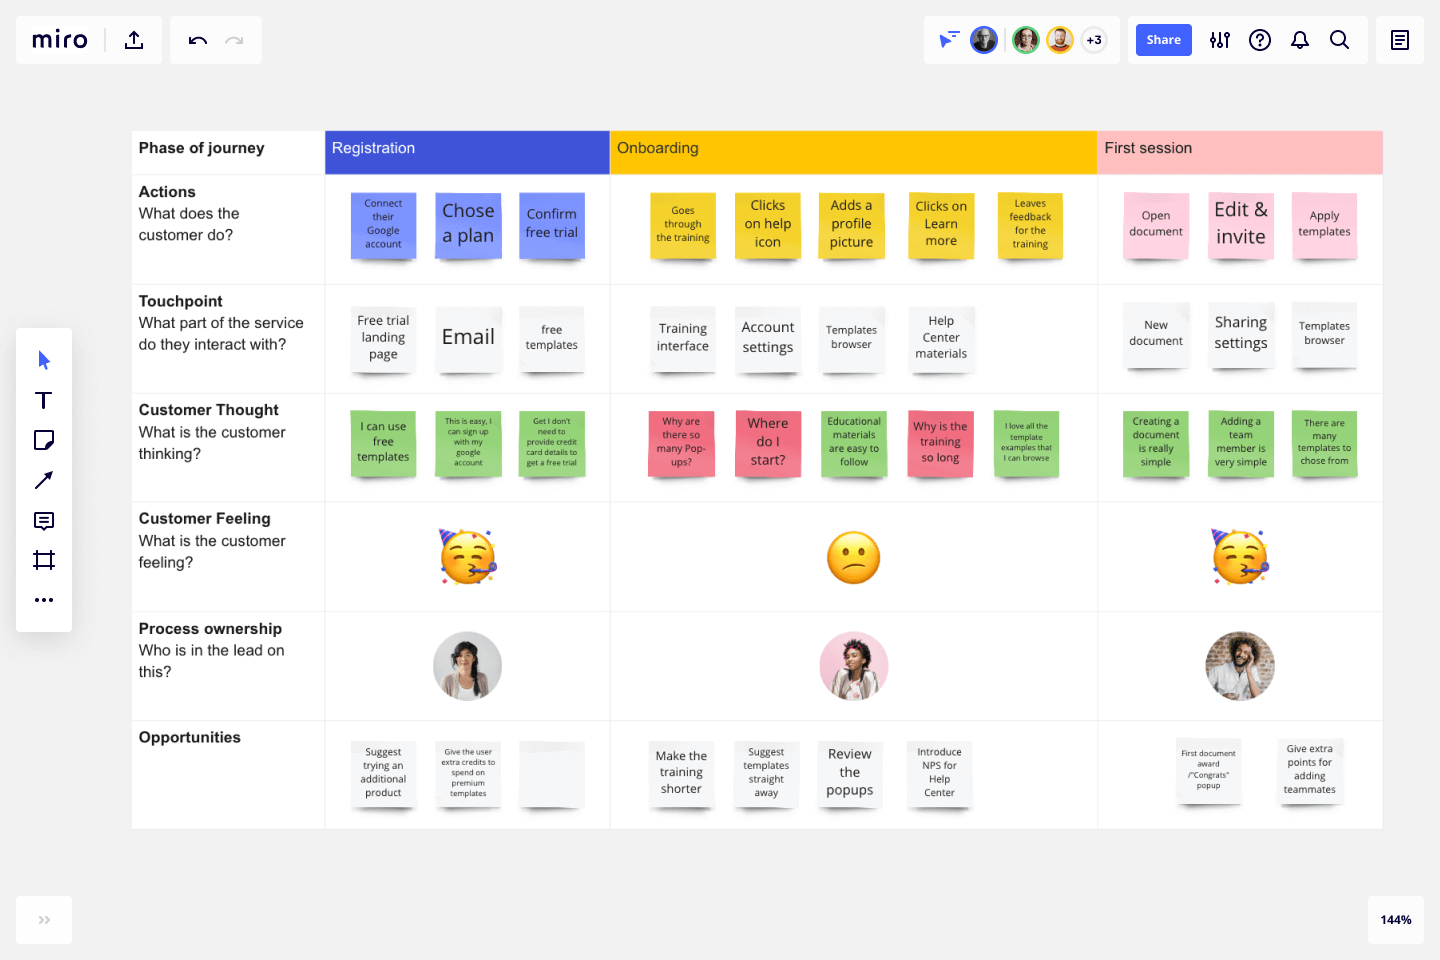 miro
+3
Share
Phase of journey
Registration
Onboarding
First session
Actions
What does the
customer do?
Connect
their
Google
account
Chose
a plan
Confirm
free trial
Goes
through
the training
Clicks
on help
icon
Adds a
profile
picture
Clicks on
Learn
more
Leaves
feedback
for the
training
Open
document
Edit &
invite
Apply
templates
Touchpoint
What part of the service
do they interact with?
Free trial
landing
page
Email
free
templates
Training
interface
Account
settings
Templates
browser
Help
Center
materials
New
document
Sharing
settings
Templates
browser
Customer Thought
What is the customer
thinking?
I can use
free
templates
This is easy, I
can sign up
with my
google
account
Get I don't
need to
provide credit
card details to
get a free trial
Why are
there so
many Pop-
ups?
Where
do I
start?
Educational
materials
are easy to
follow
Why is the
training
so long
I love all the
template
examples that
I can browse
Creating a
document
is really
simple
Adding a
team
member is
very simple
There are
many
templates to
chose from
Customer Feeling
What is the customer
feeling?
Process ownership
Who is in the lead on
this?
Opportunities
Suggest
trying an
additional
product
Give the user
extra credits to
spend on
premium
templates
Make the
training
shorter
Suggest
templates
straight
away
Review
the
popups
Introduce
NPS for
Help
Center
First document
award
/"Congrats"
popup
Give extra
points for
adding
teammates
144%